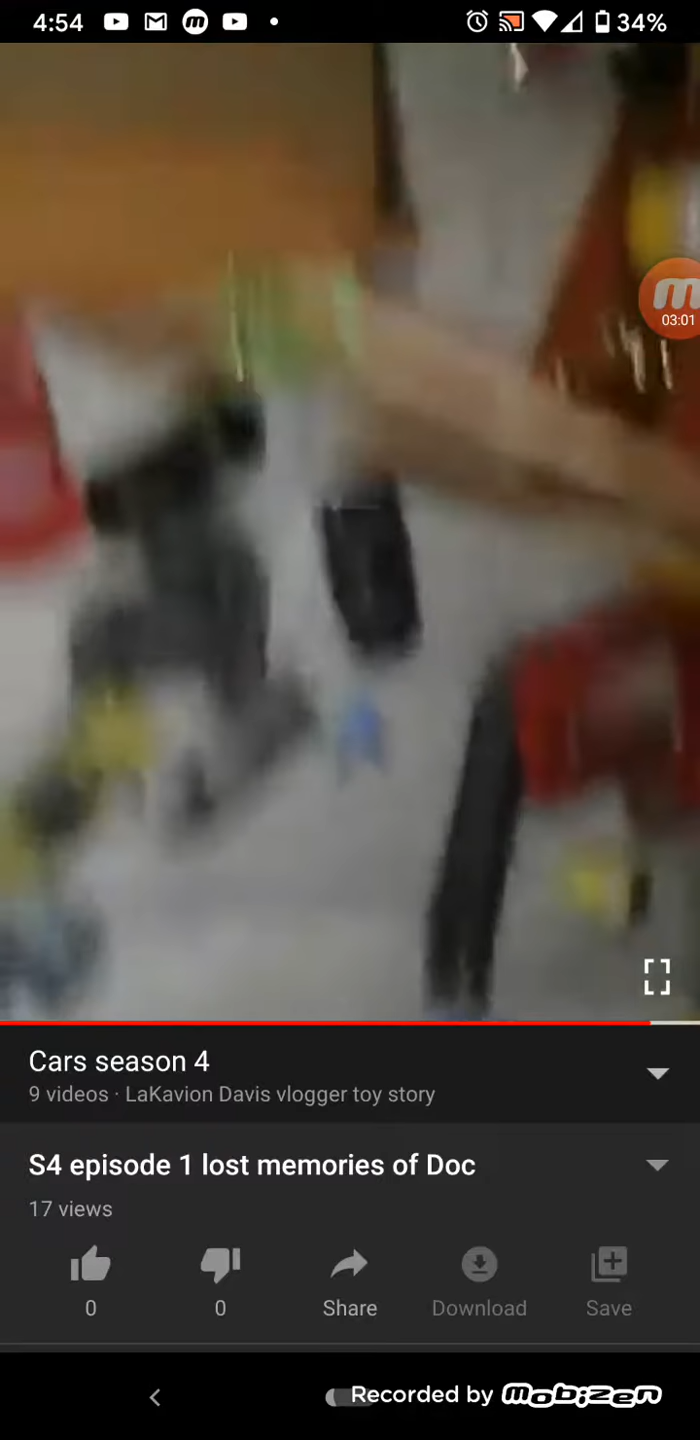 4:54
34%
m
03:01
Cars season 4
9 videos · LaKavion Davis vlogger toy story
S4 episode 1 lost memories of Doc
17 views
0
0
Share
Download
Save
Recorded by mobizen